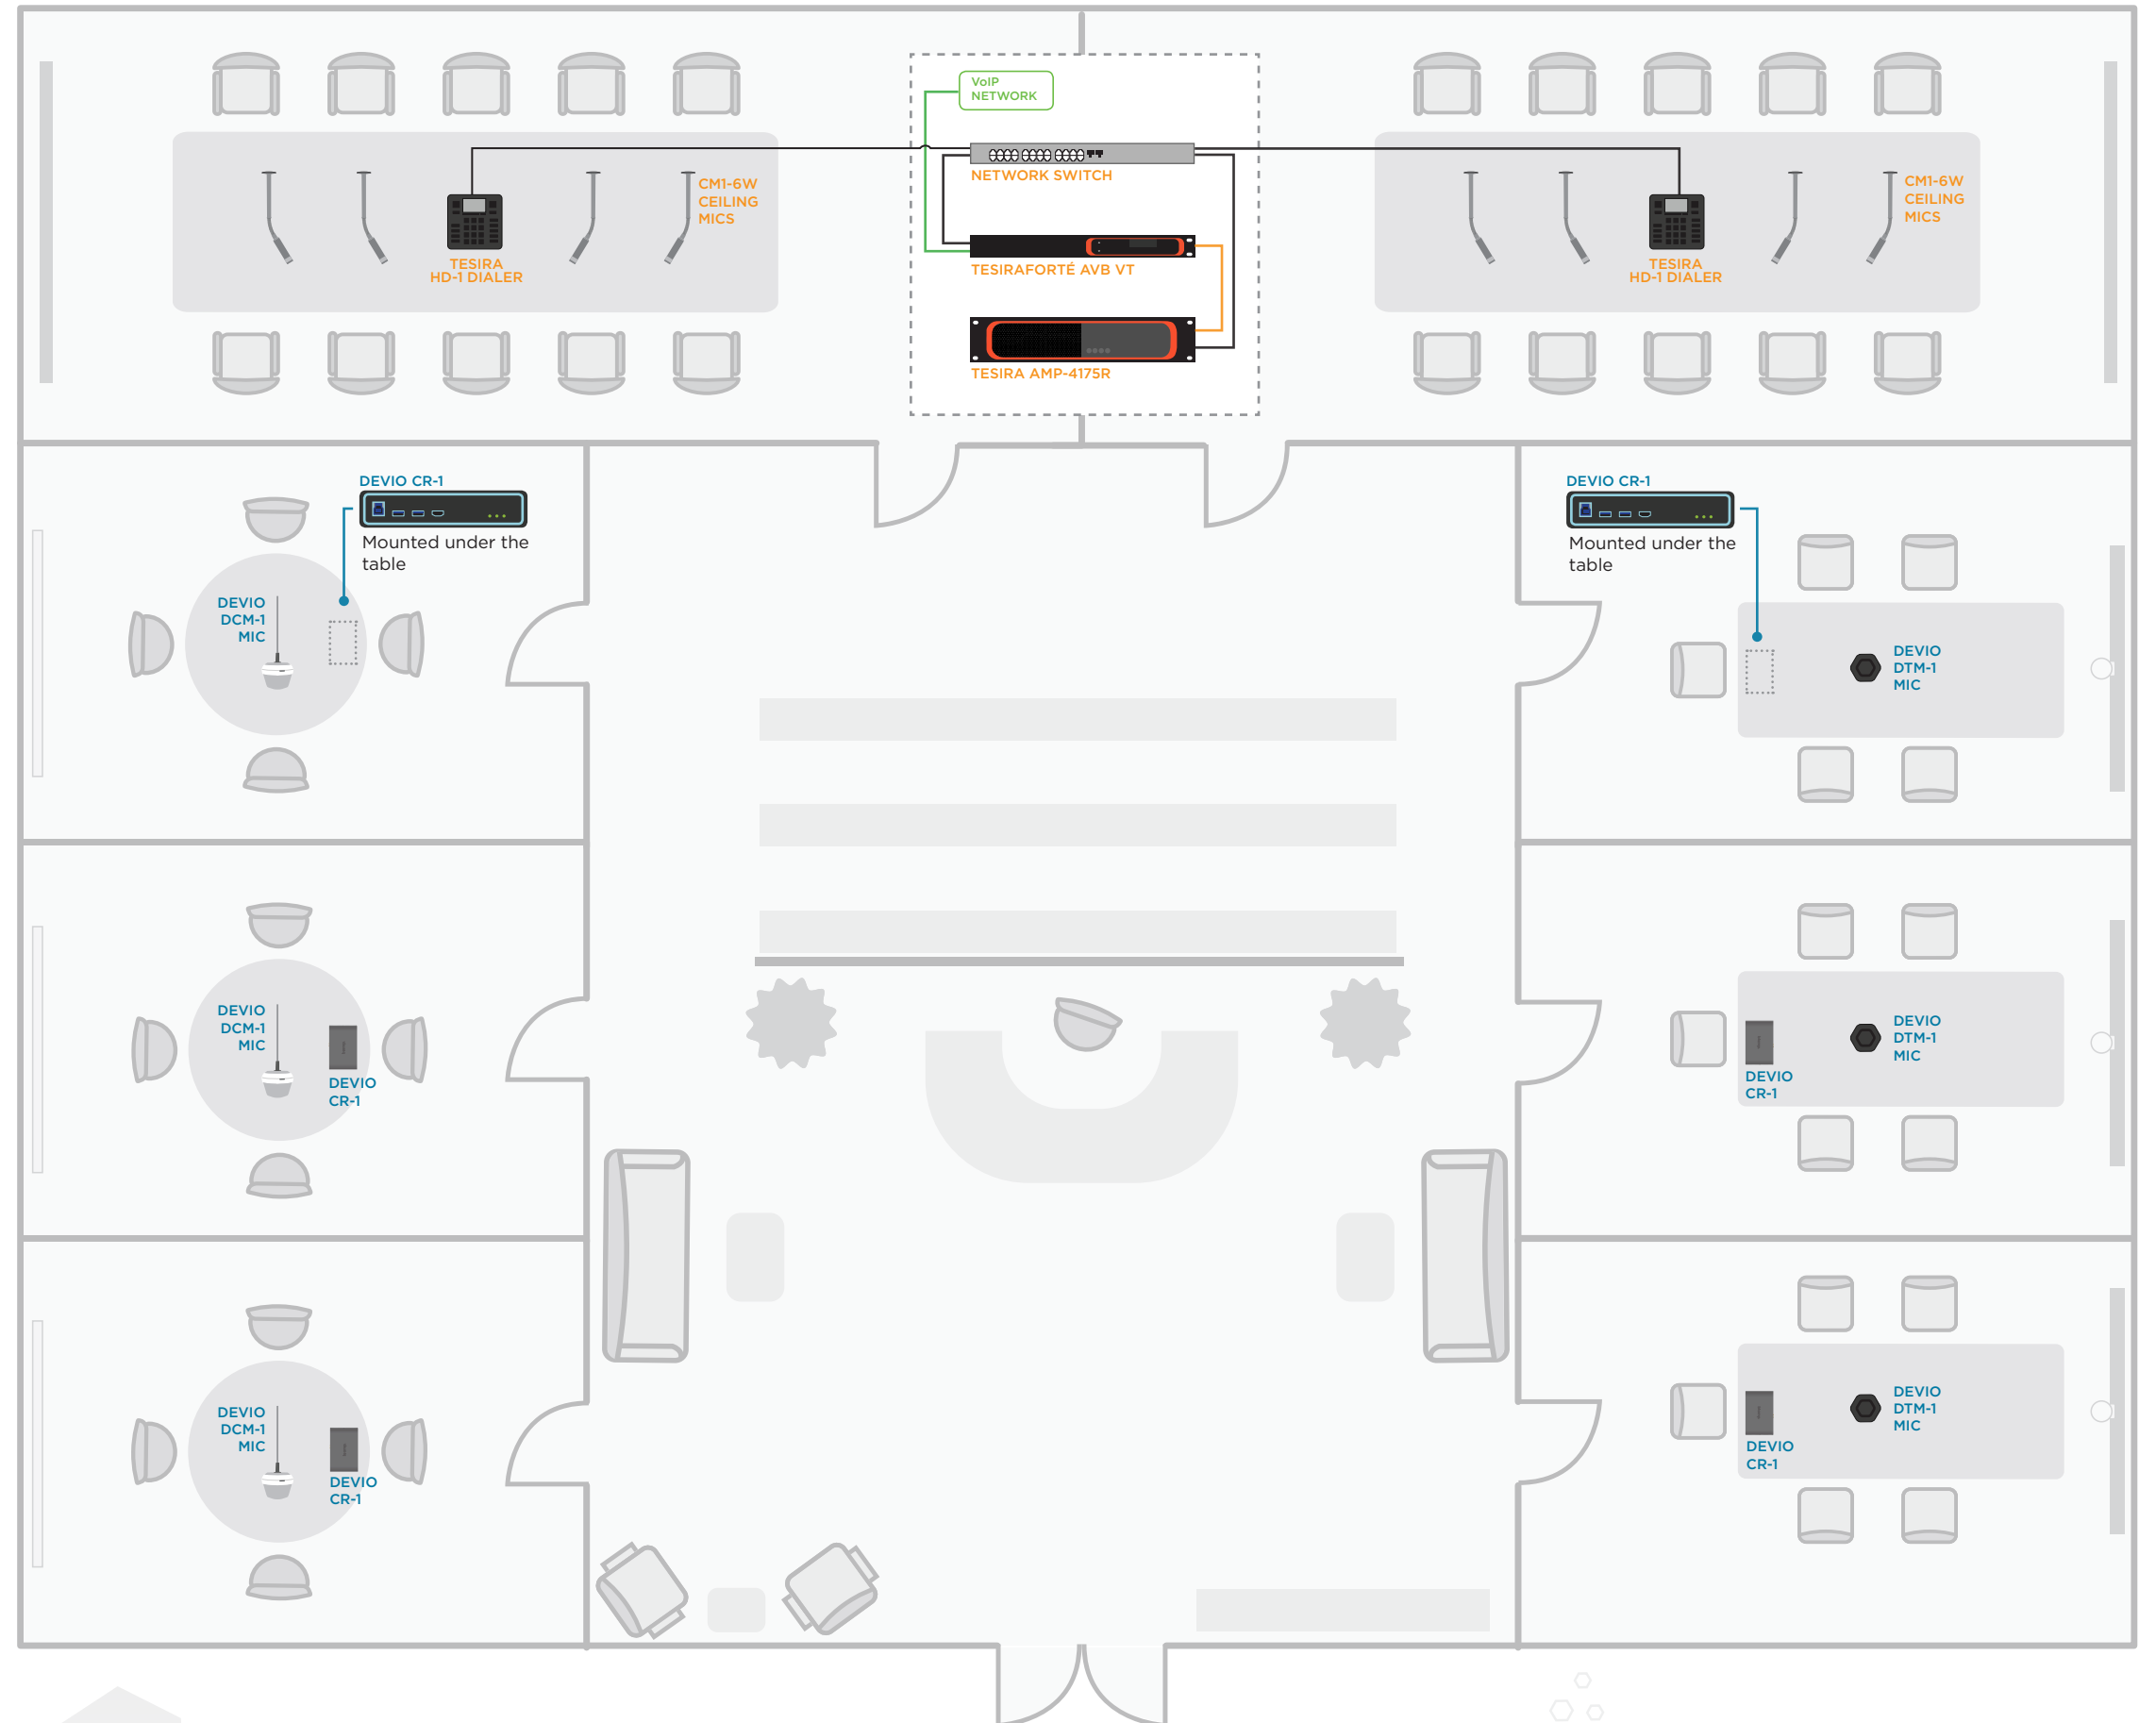 VoIP
NETWORK
NETWORK SWITCH
CM1-6W
CEILING
MICS
TESIRA
HD-1 DIALER
TESIRAFORTÉ AVB VT
TESIRA AMP-4175R
CM1-6W
CEILING
MICS
TESIRA
HD-1 DIALER
DEVIO CR-1
Mounted under the
table
DEVIO
DCM-1
MIC
DEVIO CR-1
Mounted under the
table
DEVIO
DTM-1
MIC
DEVIO
DCM-1
MIC
DEVIO
CR-1
DEVIO
DTM-1
MIC
DEVIO
CR-1
DEVIO
DCM-1
MIC
DEVIO
CR-1
DEVIO
DTM-1
MIC
DEVIO
CR-1